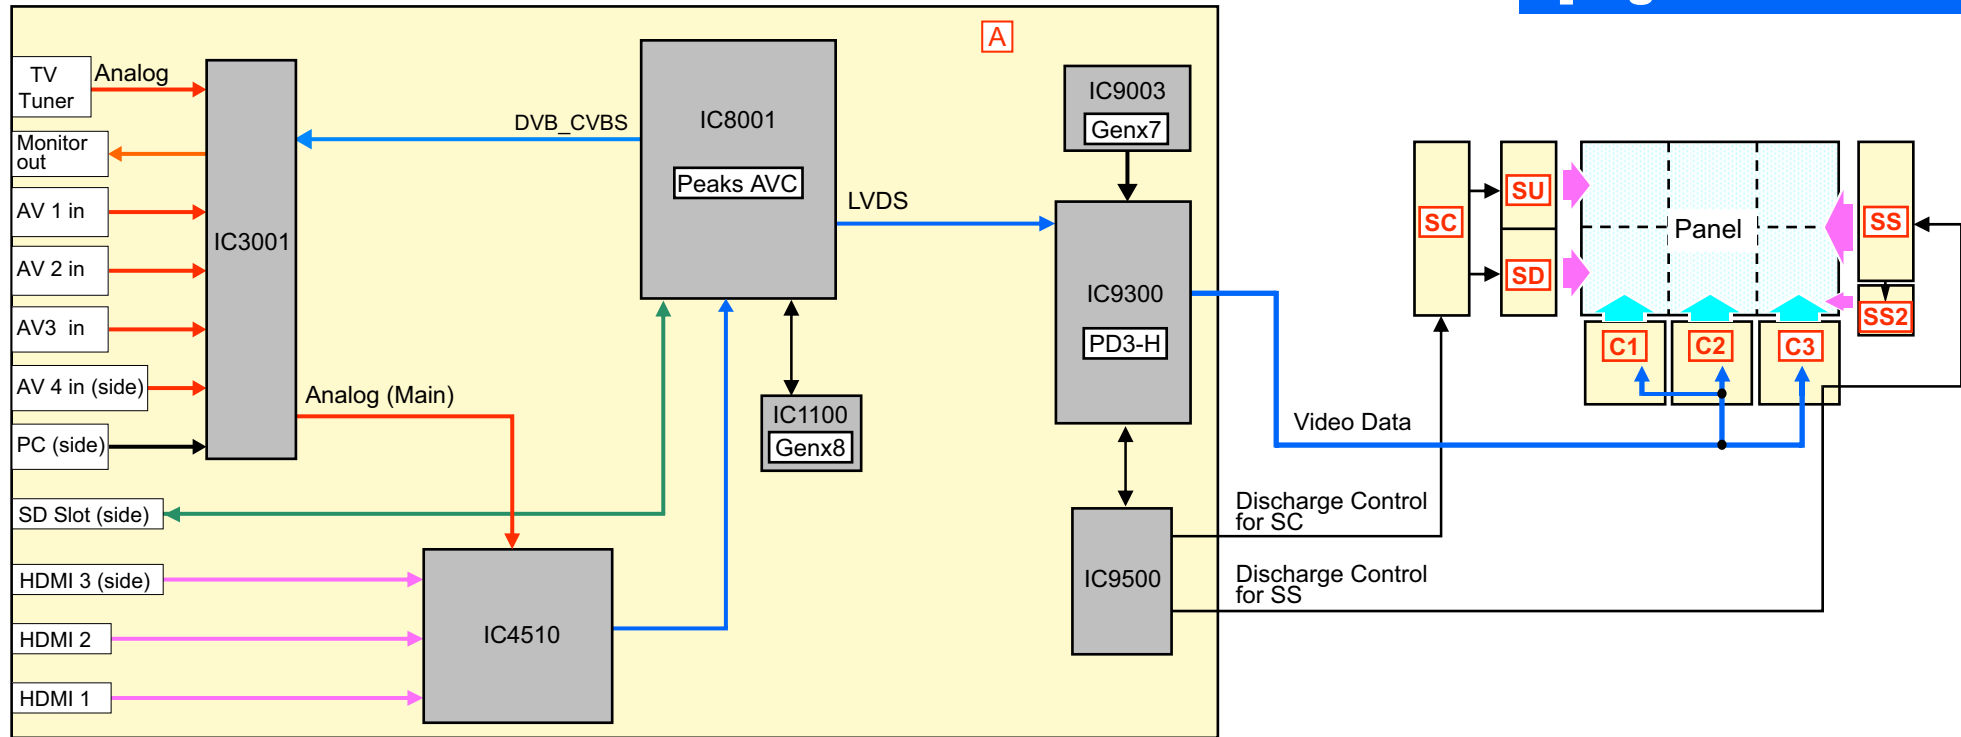 A
TV
Tuner
Analog
Monitor
out
AV 1 in
AV 2 in
AV3 in
AV 4 in (side)
PC (side)
SD Slot (side)
HDMI 3 (side)
HDMI 2
HDMI 1
IC3001
DVB_CVBS
Analog (Main)
IC8001
Peaks AVC
LVDS
IC1100
Genx8
IC4510
IC9003
Genx7
IC9300
PD3-H
IC9500
Video Data
Discharge Control
for SC
Discharge Control
for SS
SC
SU
SD
Panel
SS
SS2
C1
C2
C3